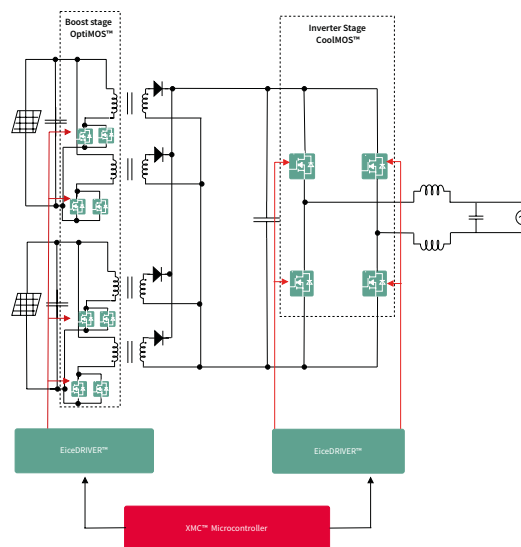 Boost stage
OptiMOS™
Inverter Stage
CoolMOS™
EiceDRIVER™
EiceDRIVER™
XMC™ Microcontroller